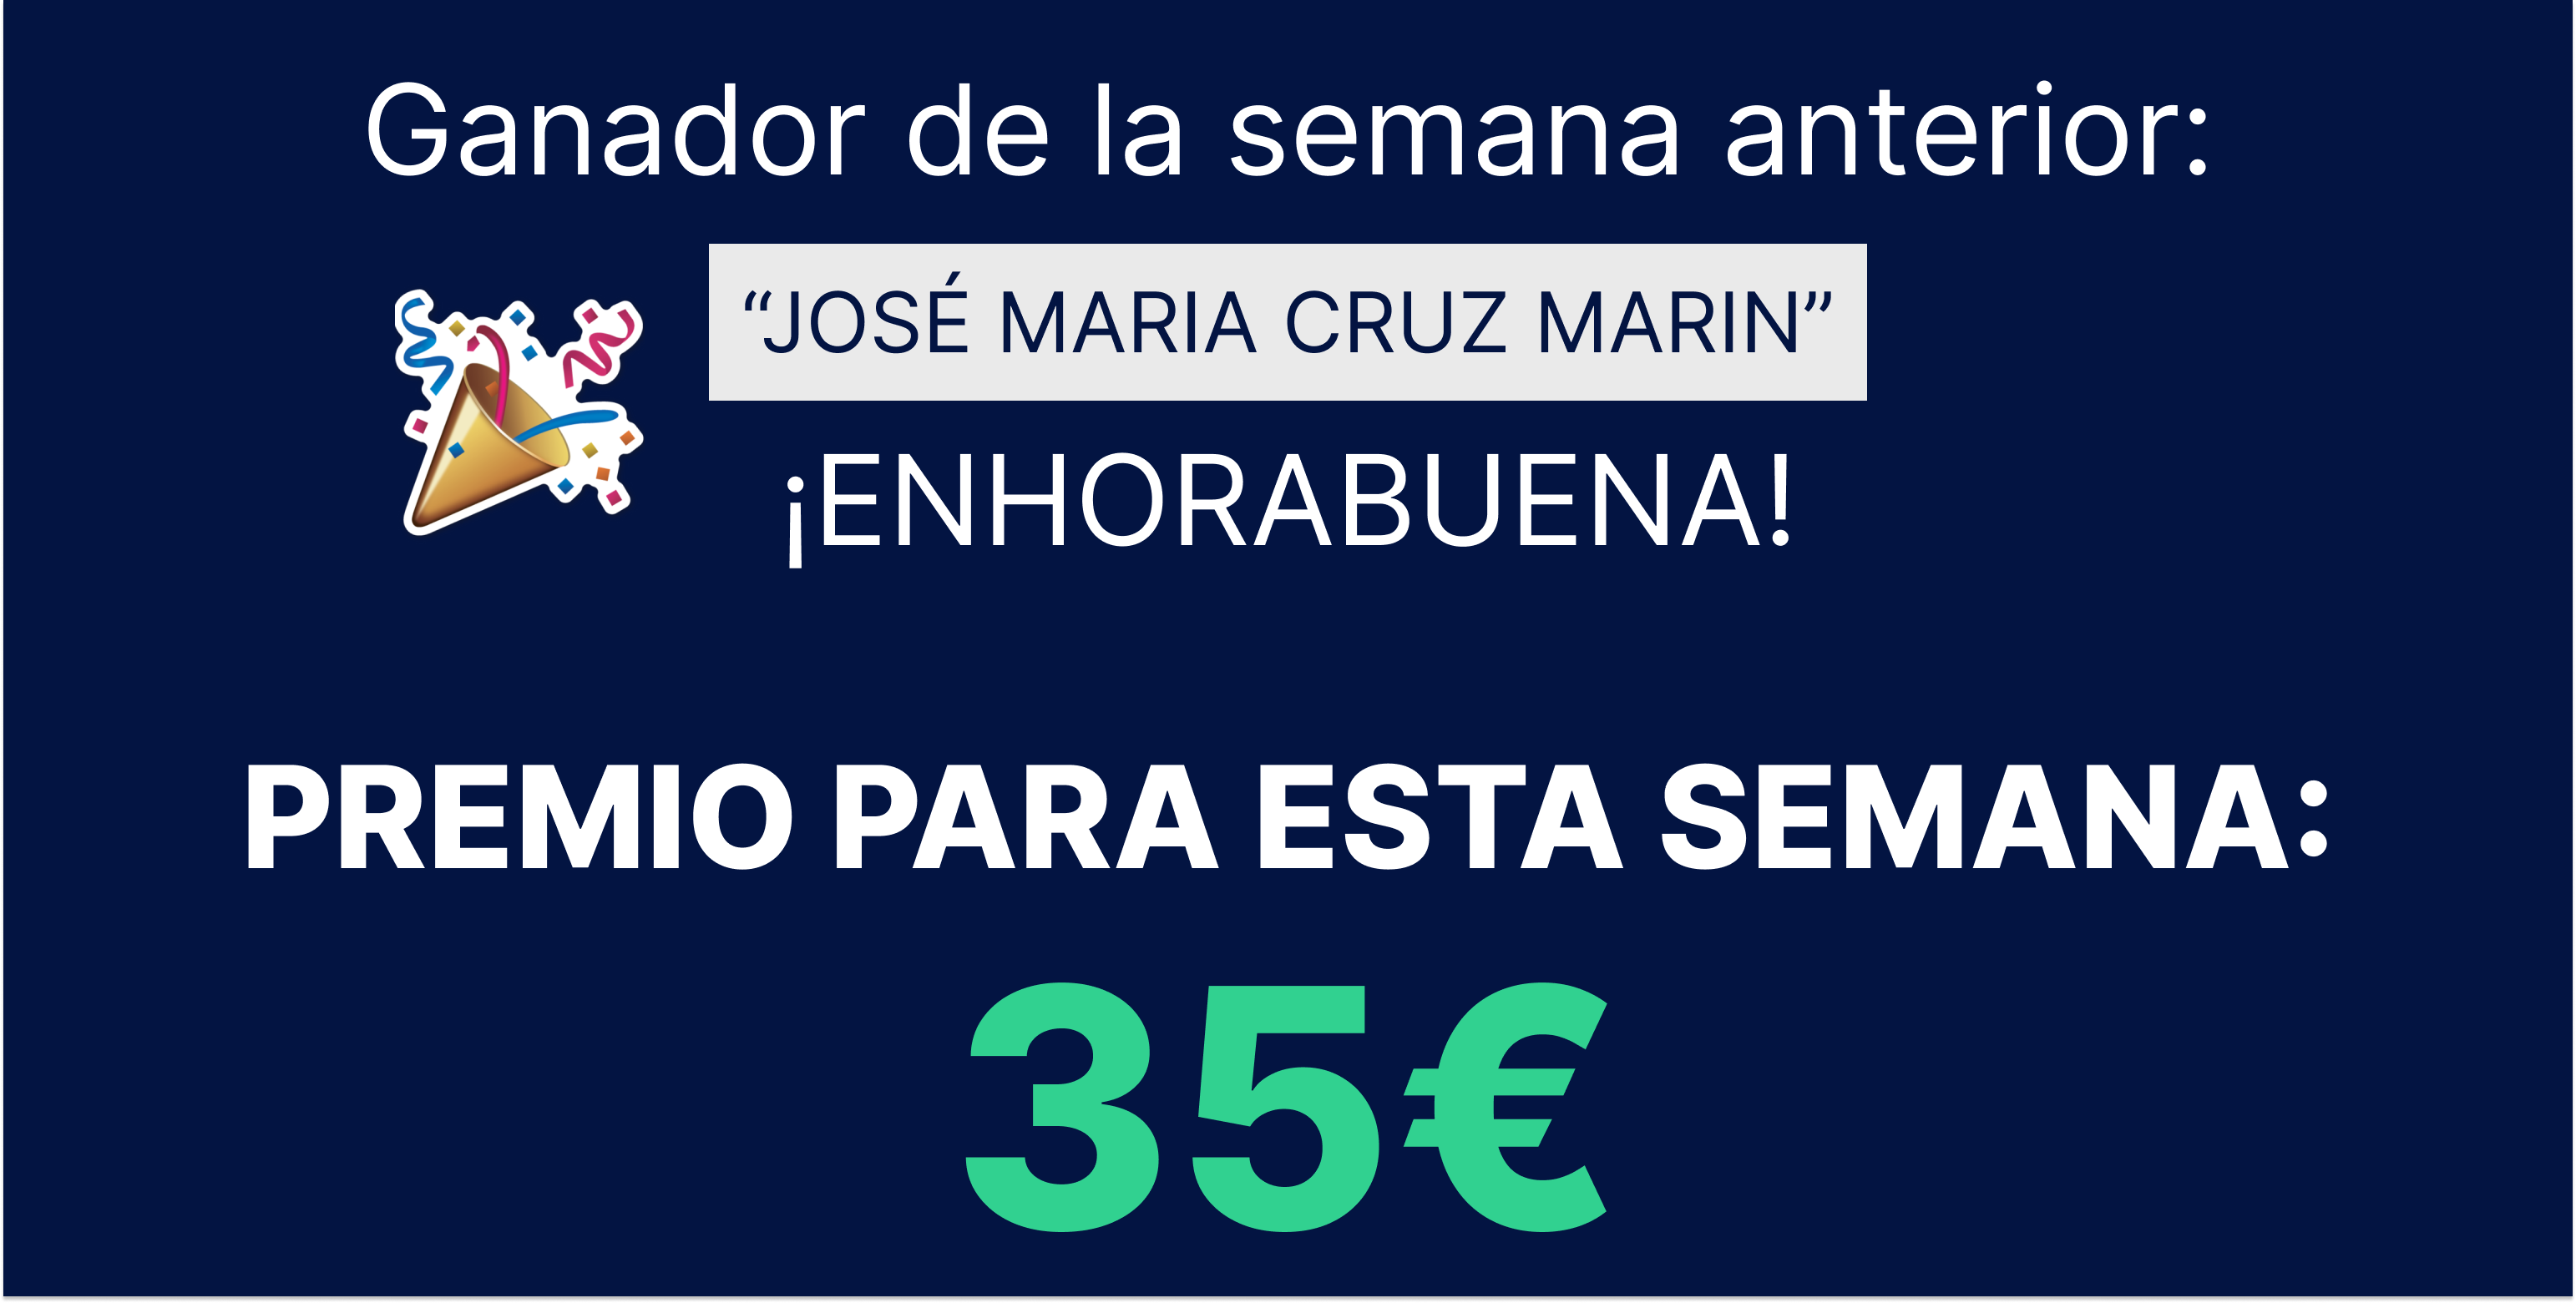 Ganador de la semana anterior:
“JOSÉ MARIA CRUZ MARIN”
¡ENHORABUENA!
PREMIO PARA ESTA SEMANA:
35€